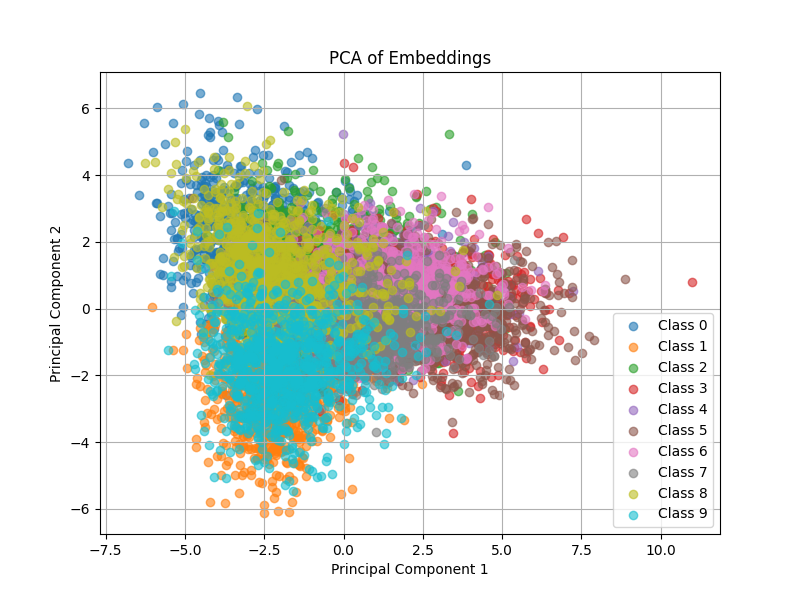 PCA of Embeddings
Principal Component 2
6
4
2
0
−2
−4
−6
Class 0
Class 1
Class 2
Class 3
Class 4
Class 5
Class 6
Class 7
Class 8
Class 9
−7.5 −5.0 −2.5 0.0 2.5 5.0 7.5 10.0
Principal Component 1